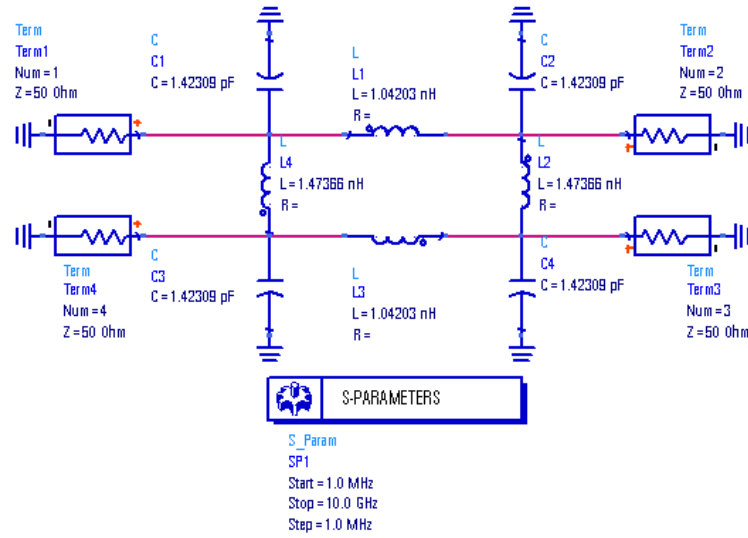 Term
Term1
Num=1
Z=50 Ohm
C
C1
C=1.42309 pF
L
L1
L=1.04203 nH
R=
C
C2
C=1.42309 pF
Term
Term2
Num=2
Z=50 Ohm
L
L4
L=1.47366 nH
R=
L
L2
L=1.47366 nH
R=
Term
Term4
Num=4
Z=50 Ohm
C
C3
C=1.42309 pF
L
L3
L=1.04203 nH
R=
C
C4
C=1.42309 pF
Term
Term3
Num=3
Z=50 Ohm
S-PARAMETERS
S_Param
SP1
Start=1.0 MHz
Stop=10.0 GHz
Step=1.0 MHz